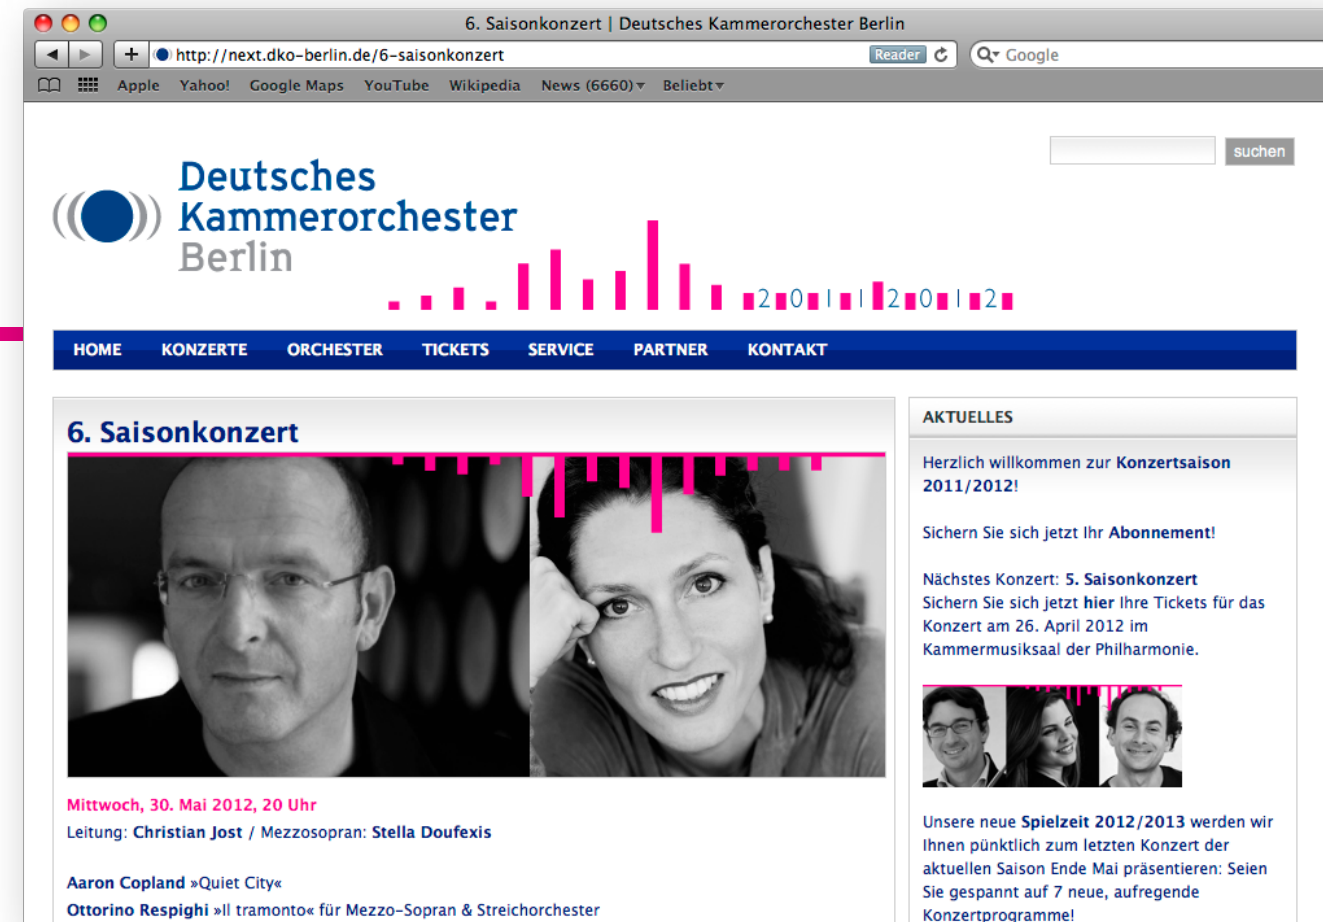 6. Saisonkonzert | Deutsches Kammerorchester Berlin
+ http://next.dko-berlin.de/6-saisonkonzert Reader Google
Apple Yahoo! Google Maps YouTube Wikipedia News (6660) Beliebt
suchen
Deutsches
Kammerorchester
Berlin
2011 2012
HOME KONZERTE ORCHESTER TICKETS SERVICE PARTNER KONTAKT
6. Saisonkonzert
Mittwoch, 30. Mai 2012, 20 Uhr
Leitung: Christian Jost / Mezzosopran: Stella Doufexis
Aaron Copland »Quiet City«
Ottorino Respighi »Il tramonto« für Mezzo-Sopran & Streichorchester
AKTUELLES
Herzlich willkommen zur Konzertsaison
2011/2012!
Sichern Sie sich jetzt Ihr Abonnement!
Nächstes Konzert: 5. Saisonkonzert
Sichern Sie sich jetzt hier Ihre Tickets für das
Konzert am 26. April 2012 im
Kammermusiksaal der Philharmonie.
Unsere neue Spielzeit 2012/2013 werden wir
Ihnen pünktlich zum letzten Konzert der
aktuellen Saison Ende Mai präsentieren: Seien
Sie gespannt auf 7 neue, aufregende
Konzertprogramme!